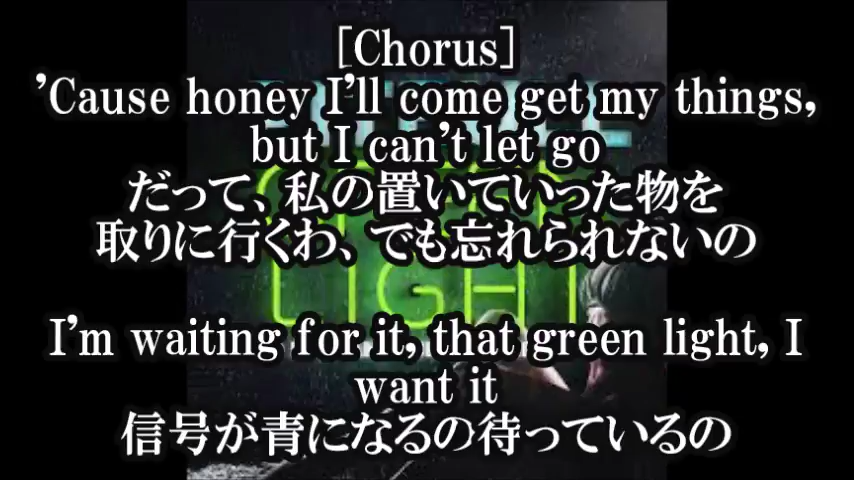 [Chorus]
'Cause honey I'll come get my things,
but I can't let go
だって、私の置いていった物を
取りに行くわ、でも忘れられないの
I'm waiting for it, that green light, I
want it
信号が青になるの待っているの
LIGHT